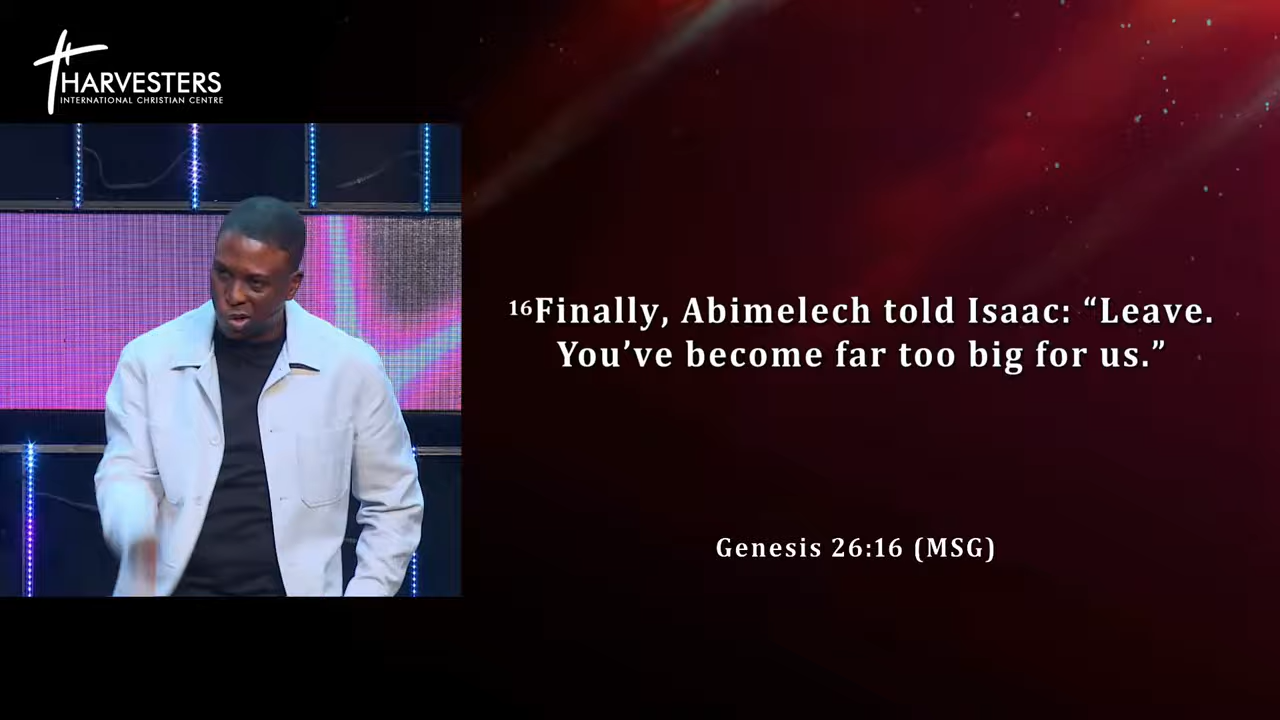 HARVESTERS
INTERNATIONAL CHRISTIAN CENTRE
16Finally, Abimelech told Isaac: “Leave.
You’ve become far too big for us.”
Genesis 26:16 (MSG)